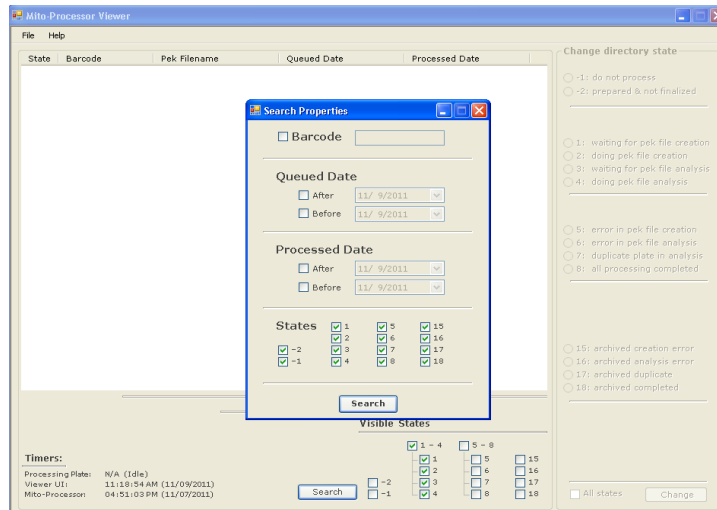 Mito-Processor Viewer
File Help
State Barcode Pek Filename Queued Date Processed Date
Change directory state
-1: do not process
-2: prepared & not finalized
1: waiting for pek file creation
2: doing pek file creation
3: waiting for pek file analysis
4: doing pek file analysis
5: error in pek file creation
6: error in pek file analysis
7: duplicate plate in analysis
8: all processing completed
15: archived creation error
16: archived analysis error
17: archived duplicate
18: archived completed
All states Change
Search Properties
Barcode
Queued Date
After 11/ 9/2011
Before 11/ 9/2011
Processed Date
After 11/ 9/2011
Before 11/ 9/2011
States 1 5 15
2 6 16
-2 3 7 17
-1 4 8 18
Search
Visible States
1 - 4 5 - 8
1 5 15
2 6 16
-2 3 7 17
-1 4 8 18
Search
Timers:
Processing Plate: N/A (Idle)
Viewer UI: 11:18:54 AM (11/09/2011)
Mito-Processor: 04:51:03 PM (11/07/2011)